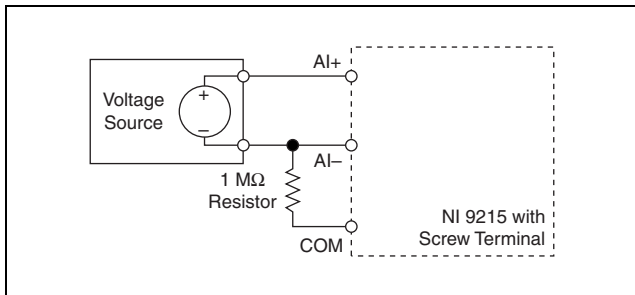 AI+
Voltage
Source
+
–
AI–
1 MΩ
Resistor
COM
NI 9215 with
Screw Terminal